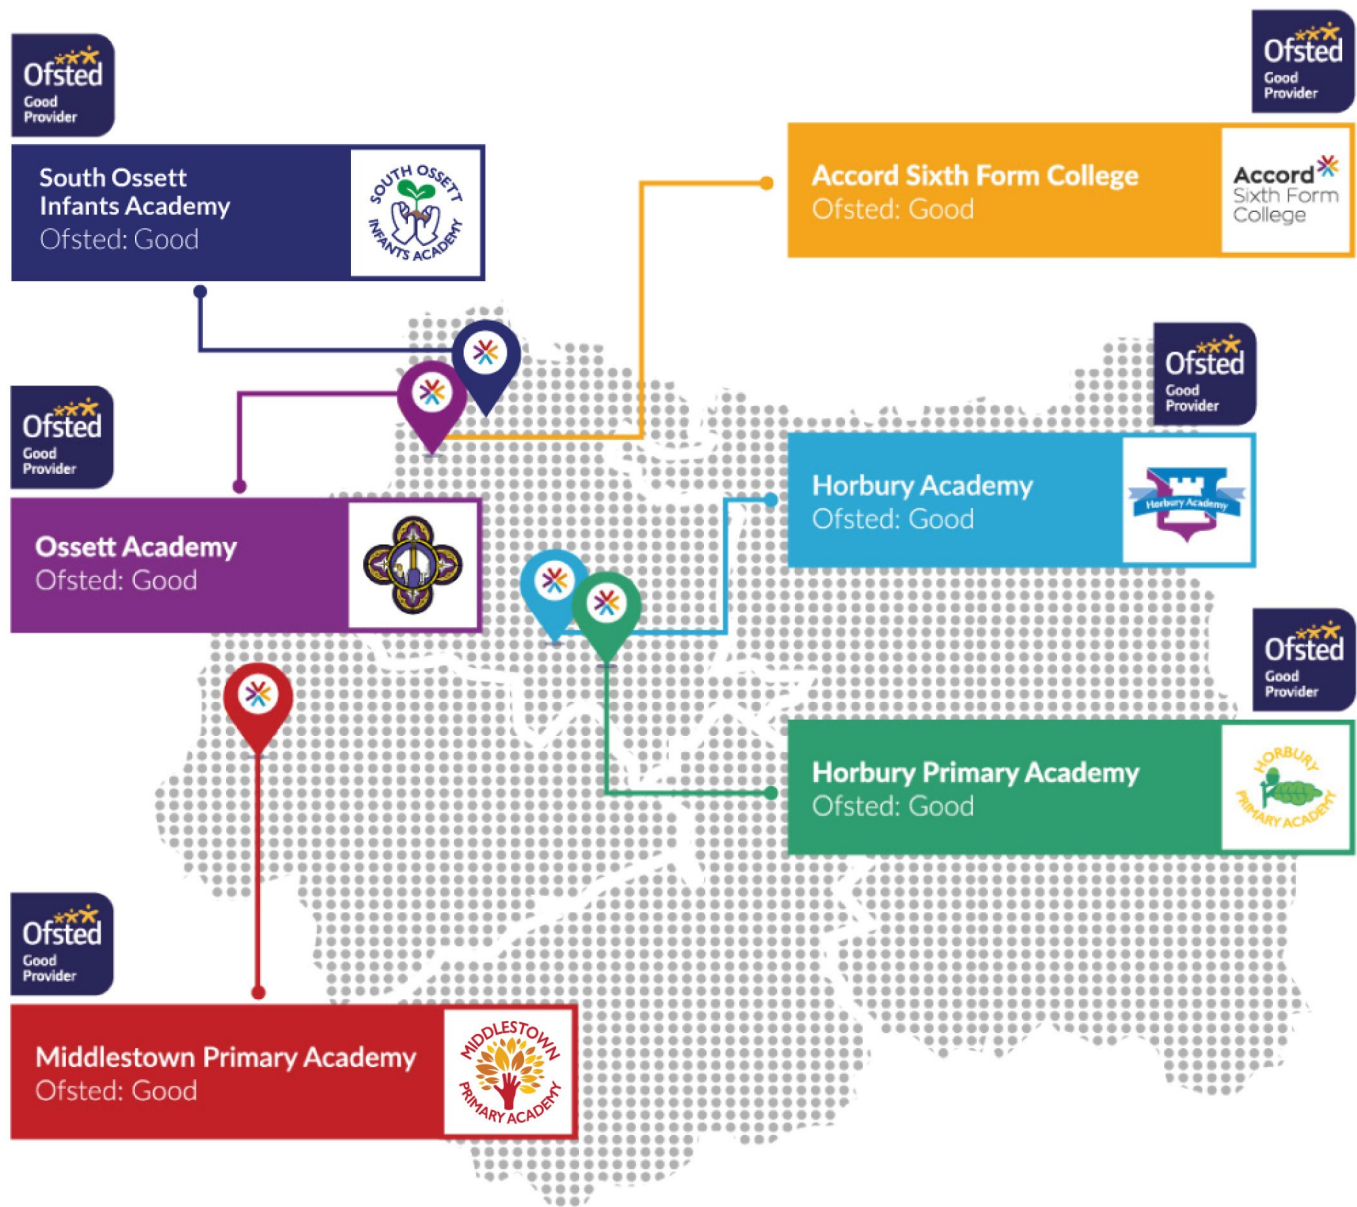 Ofsted
Good
Provider
South Ossett
Infants Academy
Ofsted: Good
SOUTH OSSETT
INFANTS ACADEMY
Ofsted
Good
Provider
Accord Sixth Form College
Ofsted: Good
Accord
Sixth Form
College
Ofsted
Good
Provider
Ossett Academy
Ofsted: Good
Ofsted
Good
Provider
Horbury Academy
Ofsted: Good
Horbury Academy
Ofsted
Good
Provider
Horbury Primary Academy
Ofsted: Good
HORBURY
PRIMARY ACADEMY
Ofsted
Good
Provider
Middlestown Primary Academy
Ofsted: Good
MIDDLESTOWN
PRIMARY ACADEMY